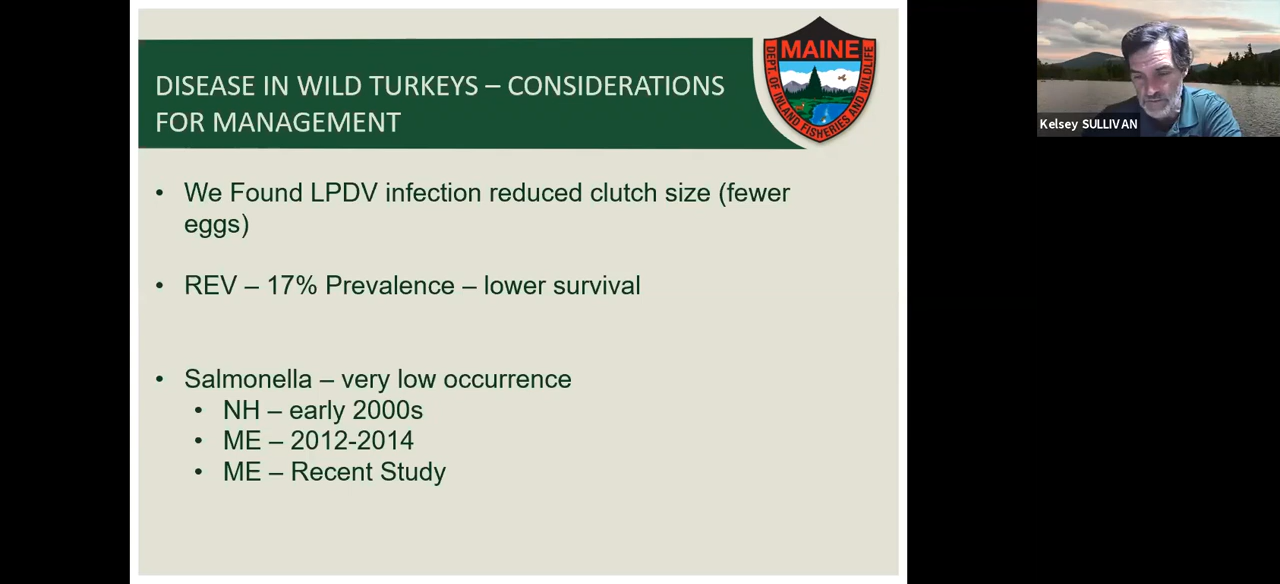 DISEASE IN WILD TURKEYS – CONSIDERATIONS
FOR MANAGEMENT
MAINE
DEPT. OF INLAND FISHERIES AND WILDLIFE
Kelsey SULLIVAN
• We Found LPDV infection reduced clutch size (fewer
eggs)
• REV – 17% Prevalence – lower survival
• Salmonella – very low occurrence
• NH – early 2000s
• ME – 2012-2014
• ME – Recent Study